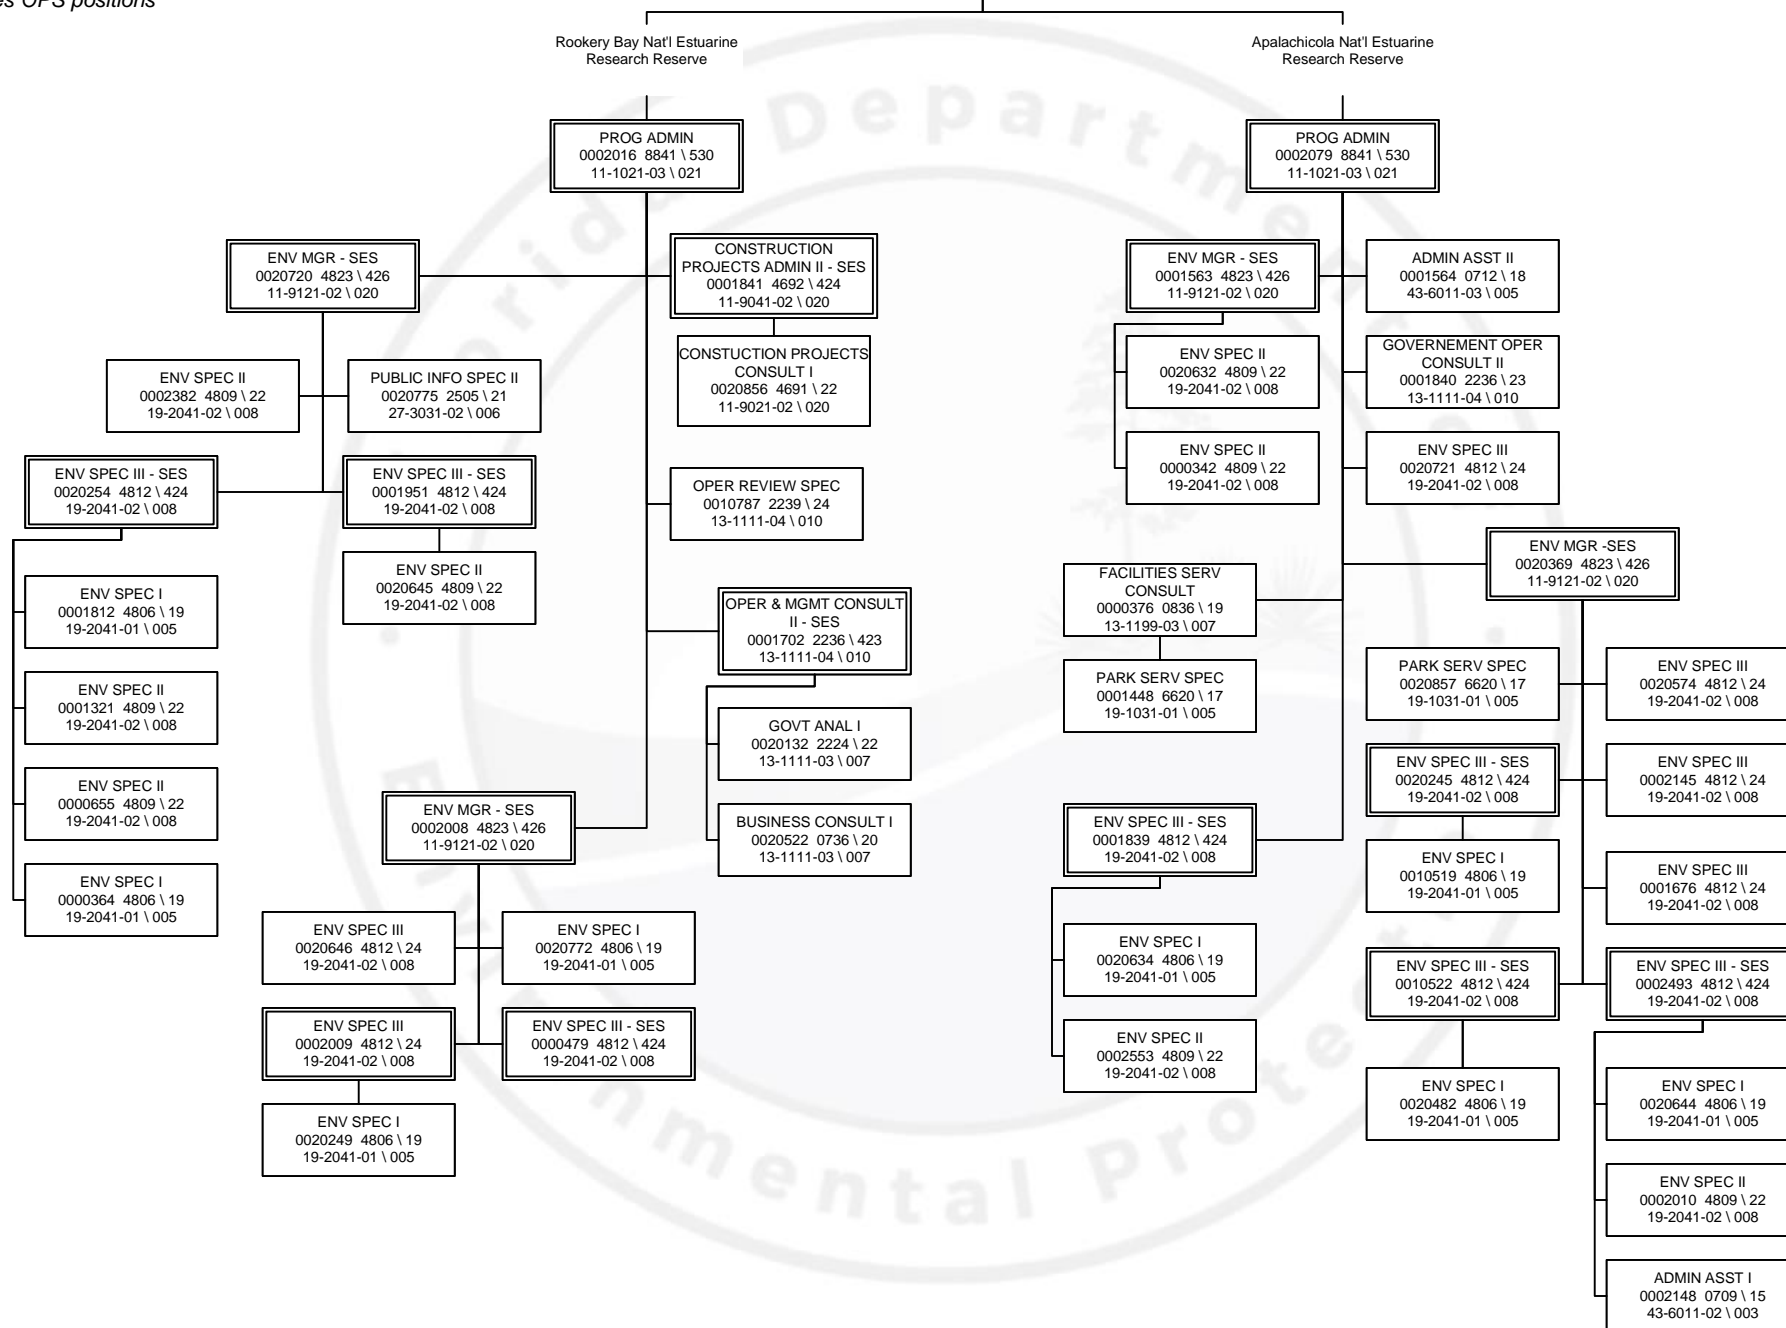 es OPS positions
Rookery Bay Nat'l Estuarine
Research Reserve
Apalachicola Nat'l Estuarine
Research Reserve
PROG ADMIN
0002016 8841 \ 530
11-1021-03 \ 021
PROG ADMIN
0002079 8841 \ 530
11-1021-03 \ 021
ENV MGR - SES
0020720 4823 \ 426
11-9121-02 \ 020
CONSTRUCTION
PROJECTS ADMIN II - SES
0001841 4692 \ 424
11-9041-02 \ 020
CONSTUCTION PROJECTS
CONSULT I
0020856 4691 \ 22
11-9021-02 \ 020
ENV SPEC II
0002382 4809 \ 22
19-2041-02 \ 008
PUBLIC INFO SPEC II
0020775 2505 \ 21
27-3031-02 \ 006
ENV SPEC III - SES
0020254 4812 \ 424
19-2041-02 \ 008
ENV SPEC III - SES
0001951 4812 \ 424
19-2041-02 \ 008
OPER REVIEW SPEC
0010787 2239 \ 24
13-1111-04 \ 010
ENV SPEC II
0020645 4809 \ 22
19-2041-02 \ 008
ENV SPEC I
0001812 4806 \ 19
19-2041-01 \ 005
ENV SPEC II
0001321 4809 \ 22
19-2041-02 \ 008
ENV SPEC II
0000655 4809 \ 22
19-2041-02 \ 008
ENV SPEC I
0000364 4806 \ 19
19-2041-01 \ 005
OPER & MGMT CONSULT
II - SES
0001702 2236 \ 423
13-1111-04 \ 010
GOVT ANAL I
0020132 2224 \ 22
13-1111-03 \ 007
BUSINESS CONSULT I
0020522 0736 \ 20
13-1111-03 \ 007
ENV MGR - SES
0002008 4823 \ 426
11-9121-02 \ 020
ENV SPEC III
0020646 4812 \ 24
19-2041-02 \ 008
ENV SPEC I
0020772 4806 \ 19
19-2041-01 \ 005
ENV SPEC III
0002009 4812 \ 24
19-2041-02 \ 008
ENV SPEC III - SES
0000479 4812 \ 424
19-2041-02 \ 008
ENV SPEC I
0020249 4806 \ 19
19-2041-01 \ 005
ENV MGR - SES
0001563 4823 \ 426
11-9121-02 \ 020
ADMIN ASST II
0001564 0712 \ 18
43-6011-03 \ 005
ENV SPEC II
0020632 4809 \ 22
19-2041-02 \ 008
GOVERNEMENT OPER
CONSULT II
0001840 2236 \ 23
13-1111-04 \ 010
ENV SPEC II
0000342 4809 \ 22
19-2041-02 \ 008
ENV SPEC III
0020721 4812 \ 24
19-2041-02 \ 008
ENV MGR -SES
0020369 4823 \ 426
11-9121-02 \ 020
FACILITIES SERV
CONSULT
0000376 0836 \ 19
13-1199-03 \ 007
PARK SERV SPEC
0001448 6620 \ 17
19-1031-01 \ 005
PARK SERV SPEC
0020857 6620 \ 17
19-1031-01 \ 005
ENV SPEC III
0020574 4812 \ 24
19-2041-02 \ 008
ENV SPEC III - SES
0020245 4812 \ 424
19-2041-02 \ 008
ENV SPEC III
0002145 4812 \ 24
19-2041-02 \ 008
ENV SPEC III - SES
0001839 4812 \ 424
19-2041-02 \ 008
ENV SPEC I
0010519 4806 \ 19
19-2041-01 \ 005
ENV SPEC III
0001676 4812 \ 24
19-2041-02 \ 008
ENV SPEC I
0020634 4806 \ 19
19-2041-01 \ 005
ENV SPEC III - SES
0010522 4812 \ 424
19-2041-02 \ 008
ENV SPEC III - SES
0002493 4812 \ 424
19-2041-02 \ 008
ENV SPEC II
0002553 4809 \ 22
19-2041-02 \ 008
ENV SPEC I
0020482 4806 \ 19
19-2041-01 \ 005
ENV SPEC I
0020644 4806 \ 19
19-2041-01 \ 005
ENV SPEC II
0002010 4809 \ 22
19-2041-02 \ 008
ADMIN ASST I
0002148 0709 \ 15
43-6011-02 \ 003